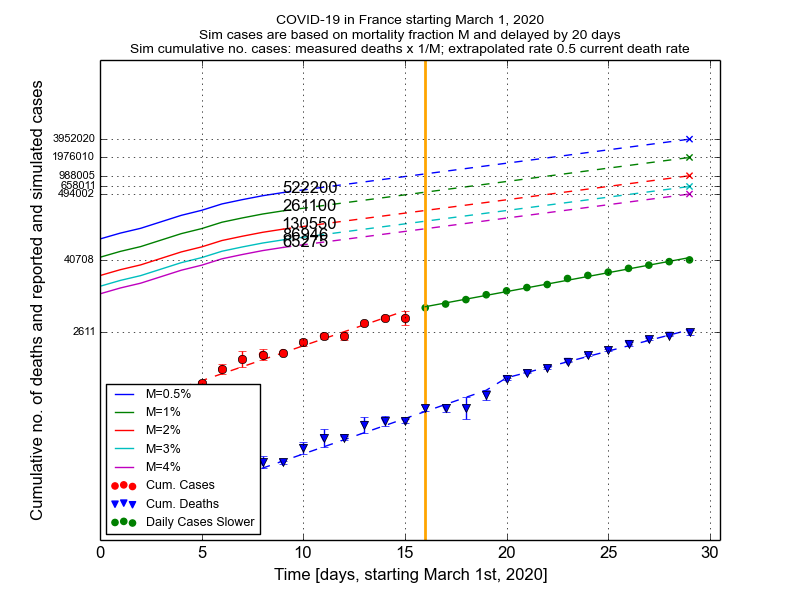 COVID-19 in France starting March 1, 2020
Sim cases are based on mortality fraction M and delayed by 20 days
Sim cumulative no. cases: measured deaths x 1/M; extrapolated rate 0.5 current death rate
Cumulative no. of deaths and reported and simulated cases
3952020
1976010
988005
658011
494002
40708
2611
522200
261100
130550
86946
65275
M=0.5%
M=1%
M=2%
M=3%
M=4%
Cum. Cases
Cum. Deaths
Daily Cases Slower
0 5 10 15 20 25 30
Time [days, starting March 1st, 2020]